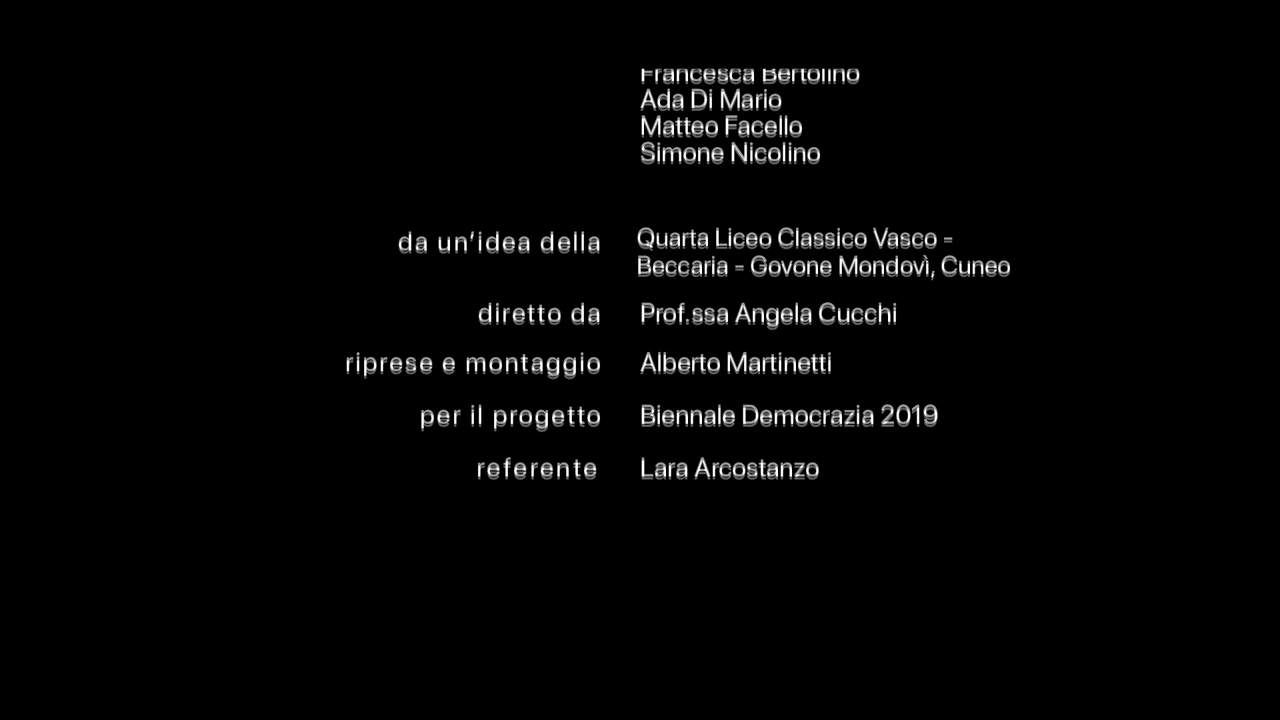 Francesca Bertolino
Ada Di Mario
Matteo Facello
Simone Nicolino
da un'idea della Quarta Liceo Classico Vasco -
Beccaria - Govone Mondovì, Cuneo
diretto da Prof.ssa Angela Cucchi
riprese e montaggio Alberto Martinetti
per il progetto Biennale Democrazia 2019
referente Lara Arcostanzo